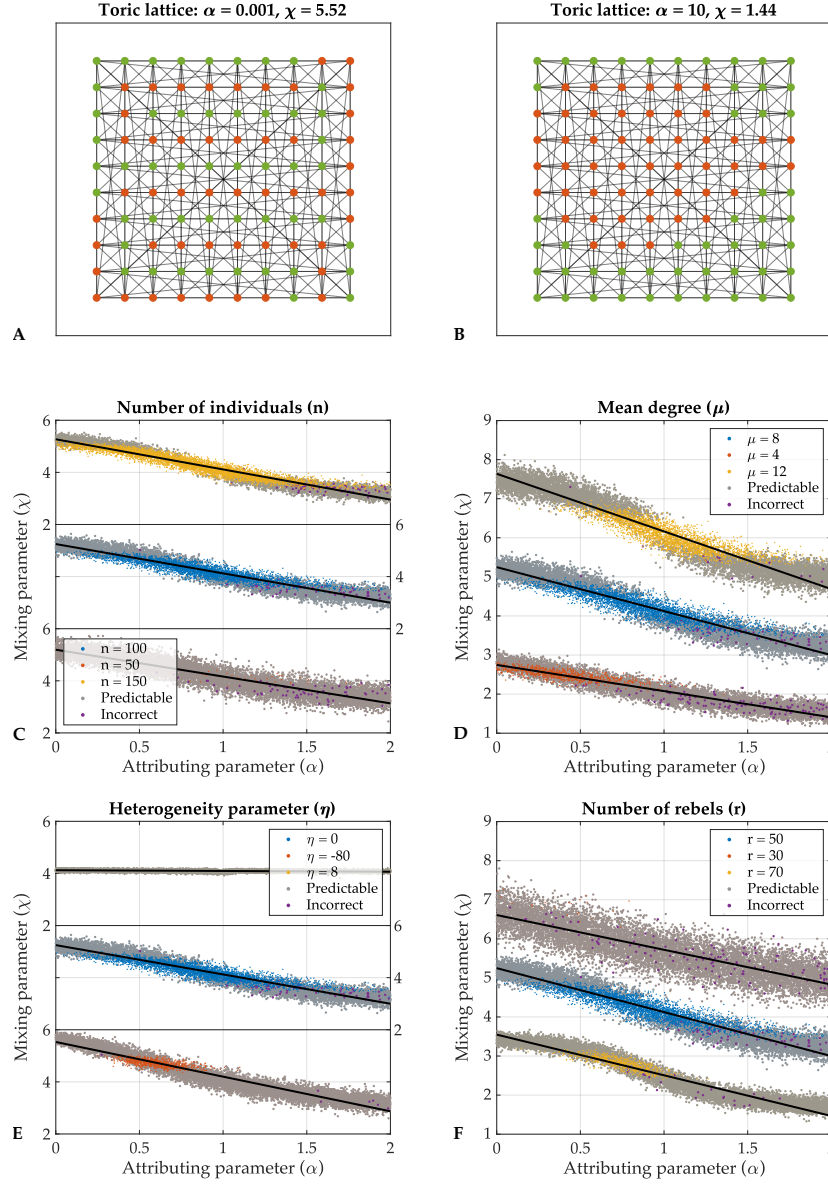 Toric lattice: α = 0.001, χ = 5.52
Toric lattice: α = 10, χ = 1.44
A
B
Number of individuals (n)
Mixing parameter (χ)
6
4
2
6
4
6
2
4
2
n = 100
n = 50
n = 150
Predictable
Incorrect
0
0.5
1
1.5
2
Attributing parameter (α)
C
Mean degree (μ)
Mixing parameter (χ)
9
8
7
6
5
4
3
2
1
μ = 8
μ = 4
μ = 12
Predictable
Incorrect
0
0.5
1
1.5
2
Attributing parameter (α)
D
Heterogeneity parameter (η)
Mixing parameter (χ)
6
4
2
6
4
6
2
4
2
η = 0
η = -80
η = 8
Predictable
Incorrect
0
0.5
1
1.5
2
Attributing parameter (α)
E
Number of rebels (r)
Mixing parameter (χ)
9
8
7
6
5
4
3
2
1
r = 50
r = 30
r = 70
Predictable
Incorrect
0
0.5
1
1.5
2
Attributing parameter (α)
F